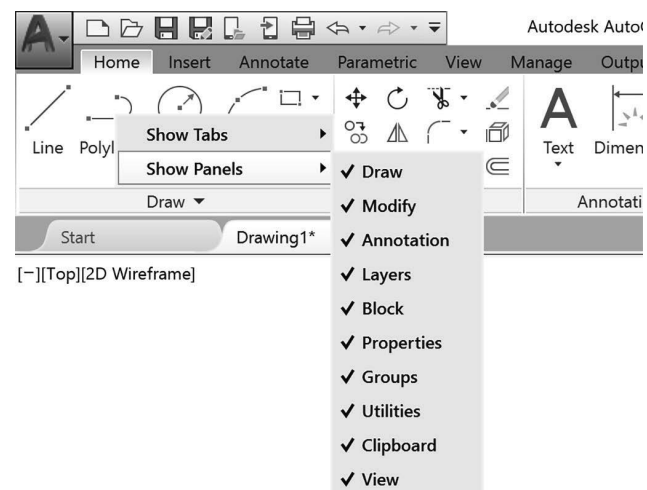 A
Autodesk Auto
Home Insert Annotate Parametric View Manage Outpu
A
Line Polyl Text Dimen
Show Tabs
Show Panels
Draw Annotati
✓ Draw
✓ Modify
Start Drawing1*
✓ Annotation
[−][Top][2D Wireframe]
✓ Layers
✓ Block
✓ Properties
✓ Groups
✓ Utilities
✓ Clipboard
✓ View